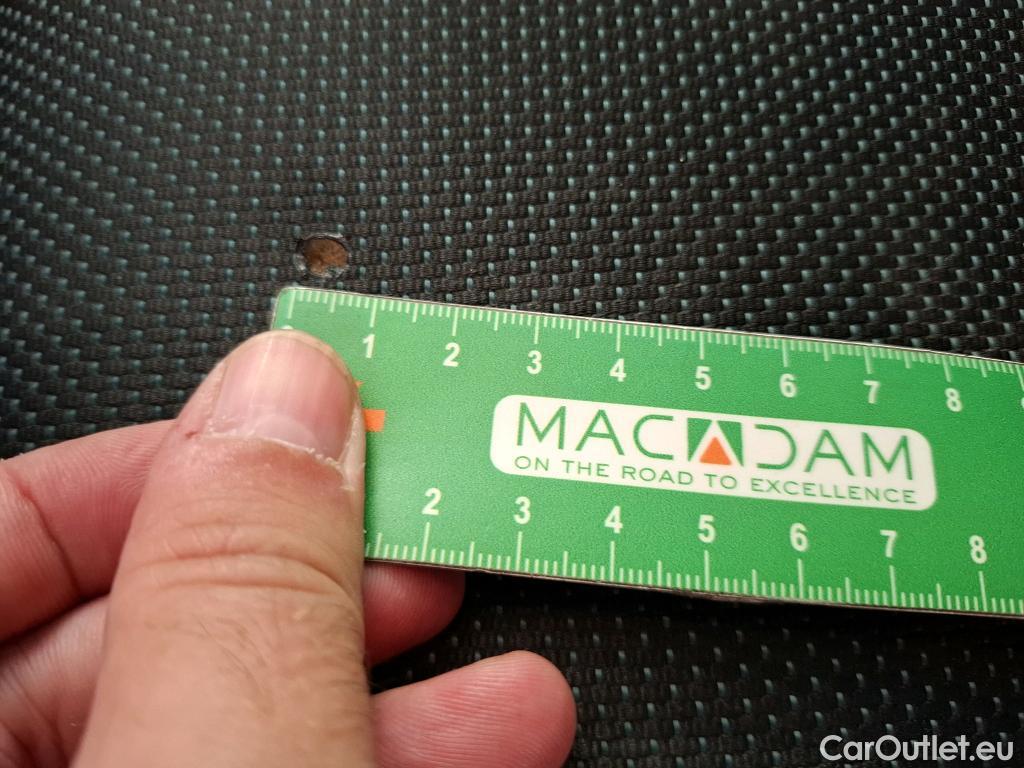 1 2 3 4 5 6 7 8
MACADAM
ON THE ROAD TO EXCELLENCE
2 3 4 5 6 7 8
CarOutlet.eu